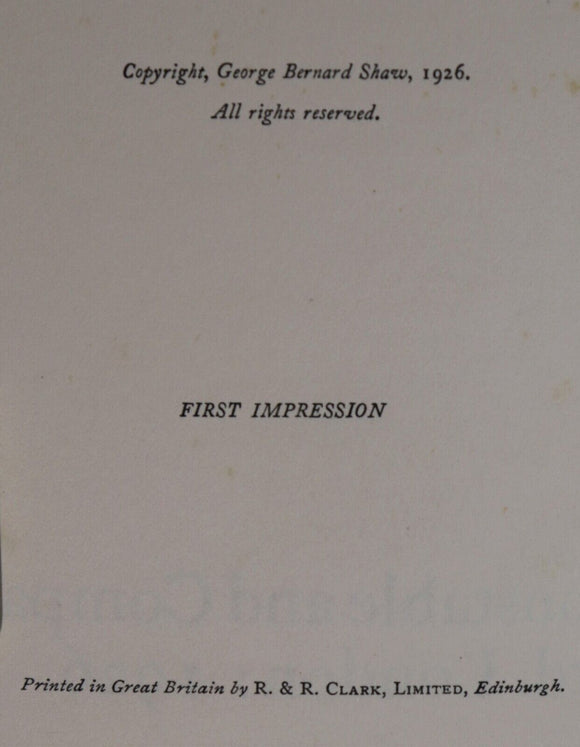 Copyright, George Bernard Shaw, 1926.
All rights reserved.
FIRST IMPRESSION
Printed in Great Britain by R. & R. CLARK, LIMITED, Edinburgh.